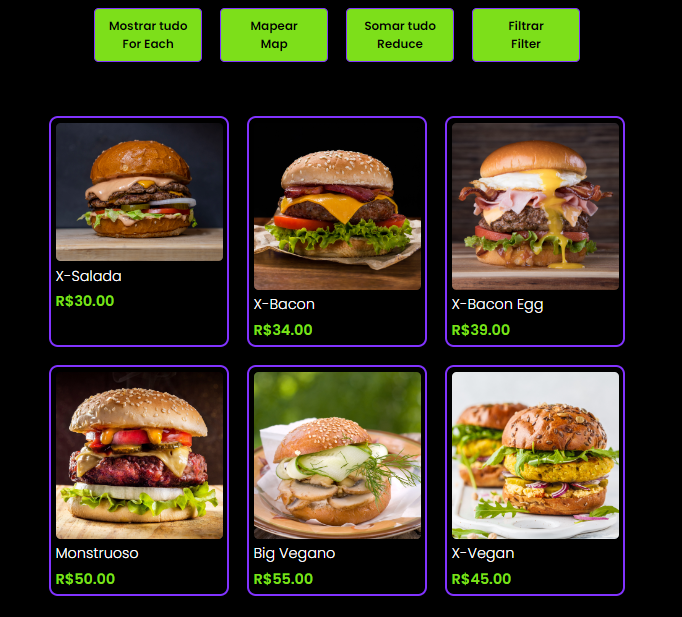 Mostrar tudo
For Each
Mapear
Map
Somar tudo
Reduce
Filtrar
Filter
X-Salada
R$30.00
X-Bacon
R$34.00
X-Bacon Egg
R$39.00
Monstruoso
R$50.00
Big Vegano
R$55.00
X-Vegan
R$45.00